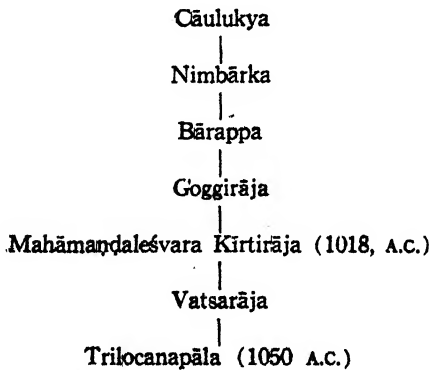 Cāulukya
Nimbārka
Bārappa
Goggirāja
Mahāmaṇḍaleśvara Kīrtirāja (1018, A.C.)
Vatsarāja
Trilocanapāla (1050 A.C.)